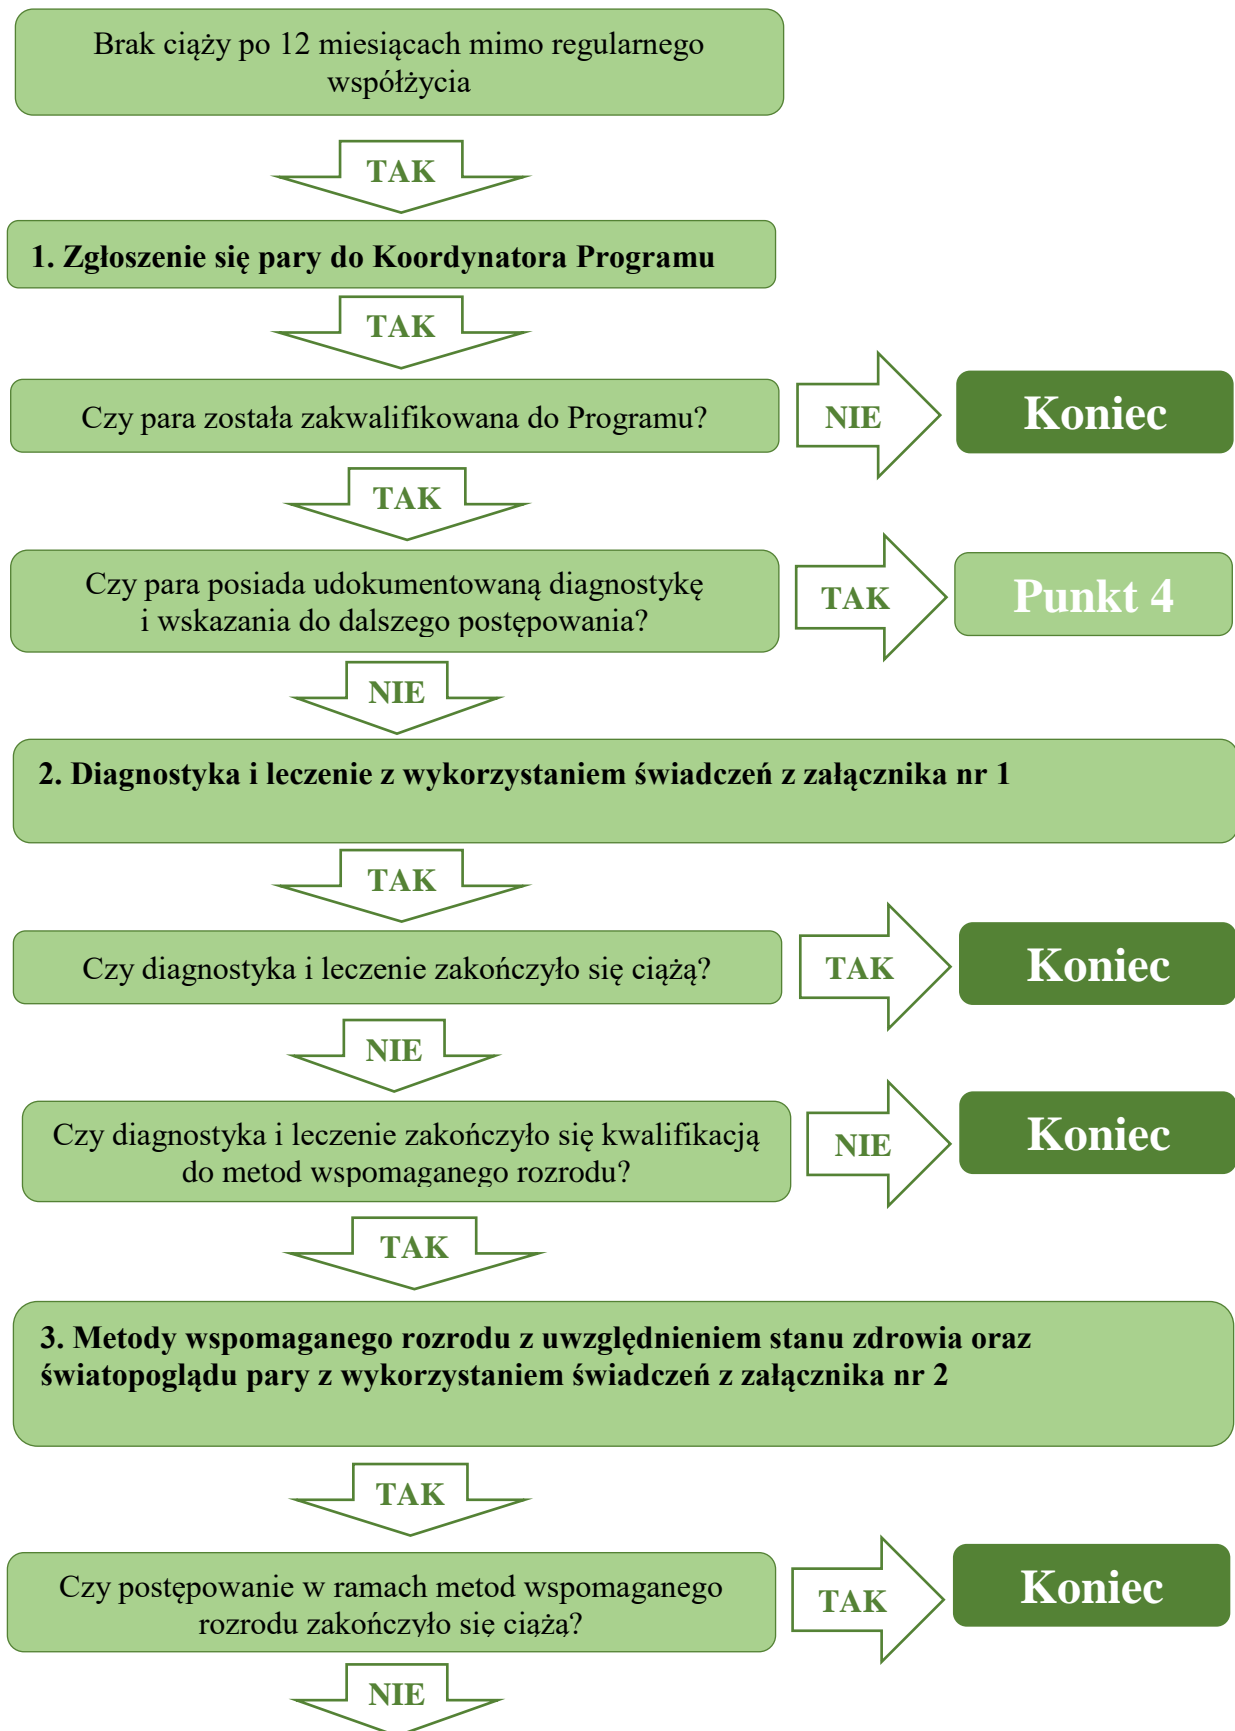 Brak ciąży po 12 miesiącach mimo regularnego
współżycia
TAK
1. Zgłoszenie się pary do Koordynatora Programu
TAK
Czy para została zakwalifikowana do Programu?
NIE
Koniec
TAK
Czy para posiada udokumentowaną diagnostykę
i wskazania do dalszego postępowania?
TAK
Punkt 4
NIE
2. Diagnostyka i leczenie z wykorzystaniem świadczeń z załącznika nr 1
TAK
Czy diagnostyka i leczenie zakończyło się ciążą?
TAK
Koniec
NIE
Czy diagnostyka i leczenie zakończyło się kwalifikacją
do metod wspomaganego rozrodu?
NIE
Koniec
TAK
3. Metody wspomaganego rozrodu z uwzględnieniem stanu zdrowia oraz
światopoglądu pary z wykorzystaniem świadczeń z załącznika nr 2
TAK
Czy postępowanie w ramach metod wspomaganego
rozrodu zakończyło się ciążą?
TAK
Koniec
NIE